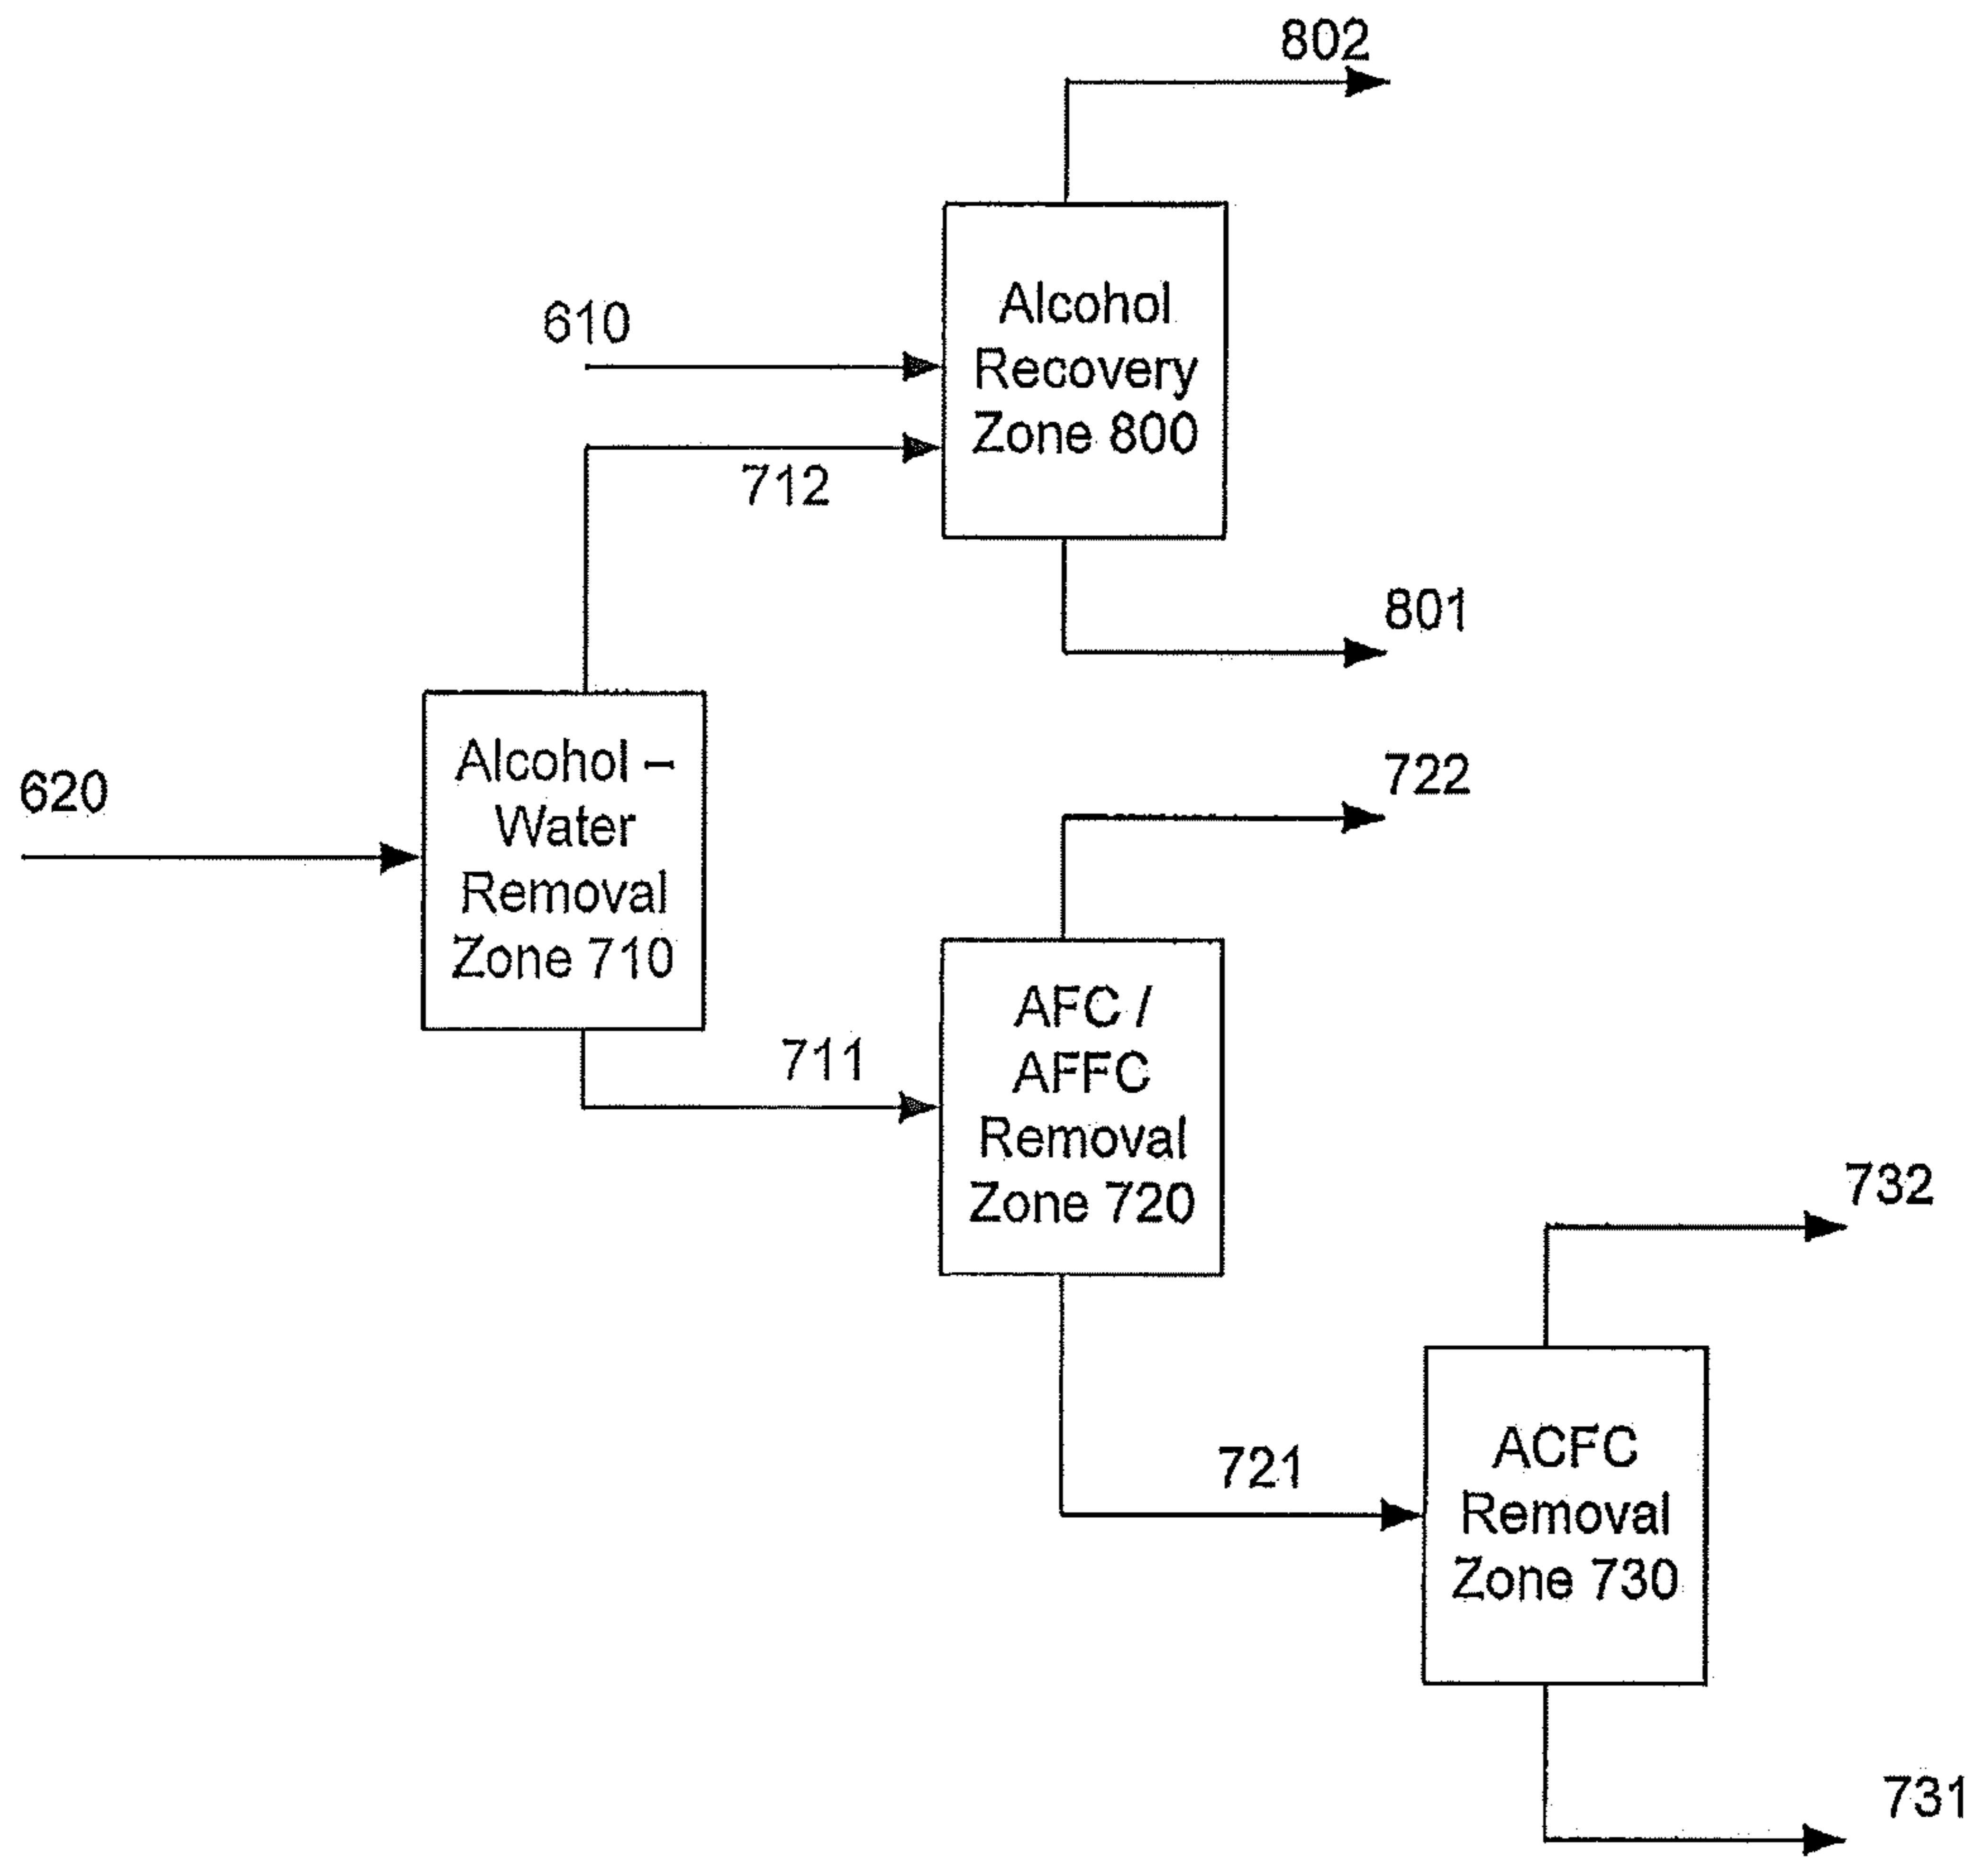 802
610
Alcohol
Recovery
Zone 800
712
801
620
Alcohol –
Water
Removal
Zone 710
722
711
AFC /
AFFC
Removal
Zone 720
732
721
ACFC
Removal
Zone 730
731